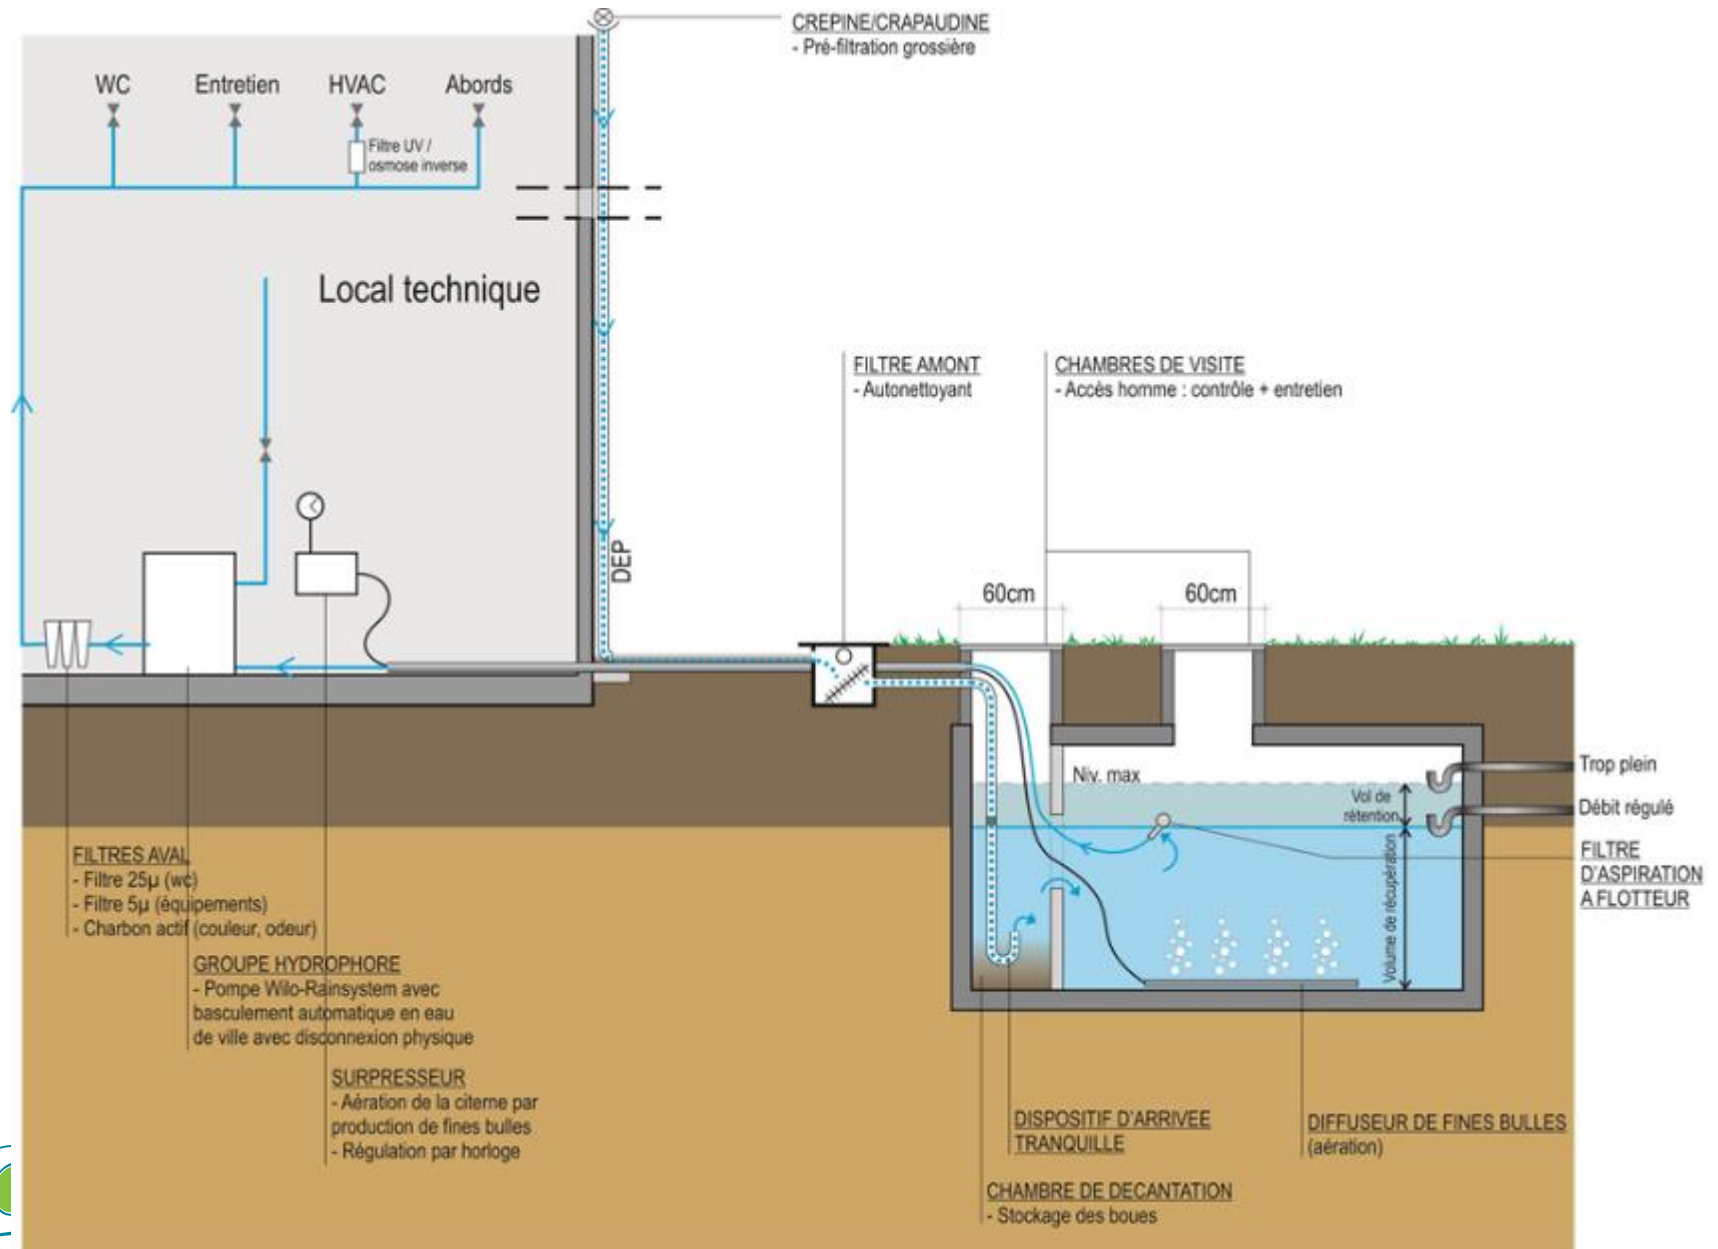 CREPINE/CRAPAUDINE
- Pré-filtration grossière
WC
Entretien
HVAC
Abords
Filtre UV /
osmose inverse
Local technique
DEP
FILTRE AMONT
- Autonettoyant
CHAMBRES DE VISITE
- Accès homme : contrôle + entretien
60cm
60cm
Niv. max
Vol de
rétention
Volume de récupération
Trop plein
Débit régulé
FILTRE
D'ASPIRATION
A FLOTTEUR
FILTRES AVAL
- Filtre 25µ (wc)
- Filtre 5µ (équipements)
- Charbon actif (couleur, odeur)
GROUPE HYDROPHORE
- Pompe Wilo-Rainsystem avec
basculement automatique en eau
de ville avec disconnexion physique
SURPRESSEUR
- Aération de la citerne par
production de fines bulles
- Régulation par horloge
DISPOSITIF D'ARRIVEE
TRANQUILLE
DIFFUSEUR DE FINES BULLES
(aération)
CHAMBRE DE DECANTATION
- Stockage des boues